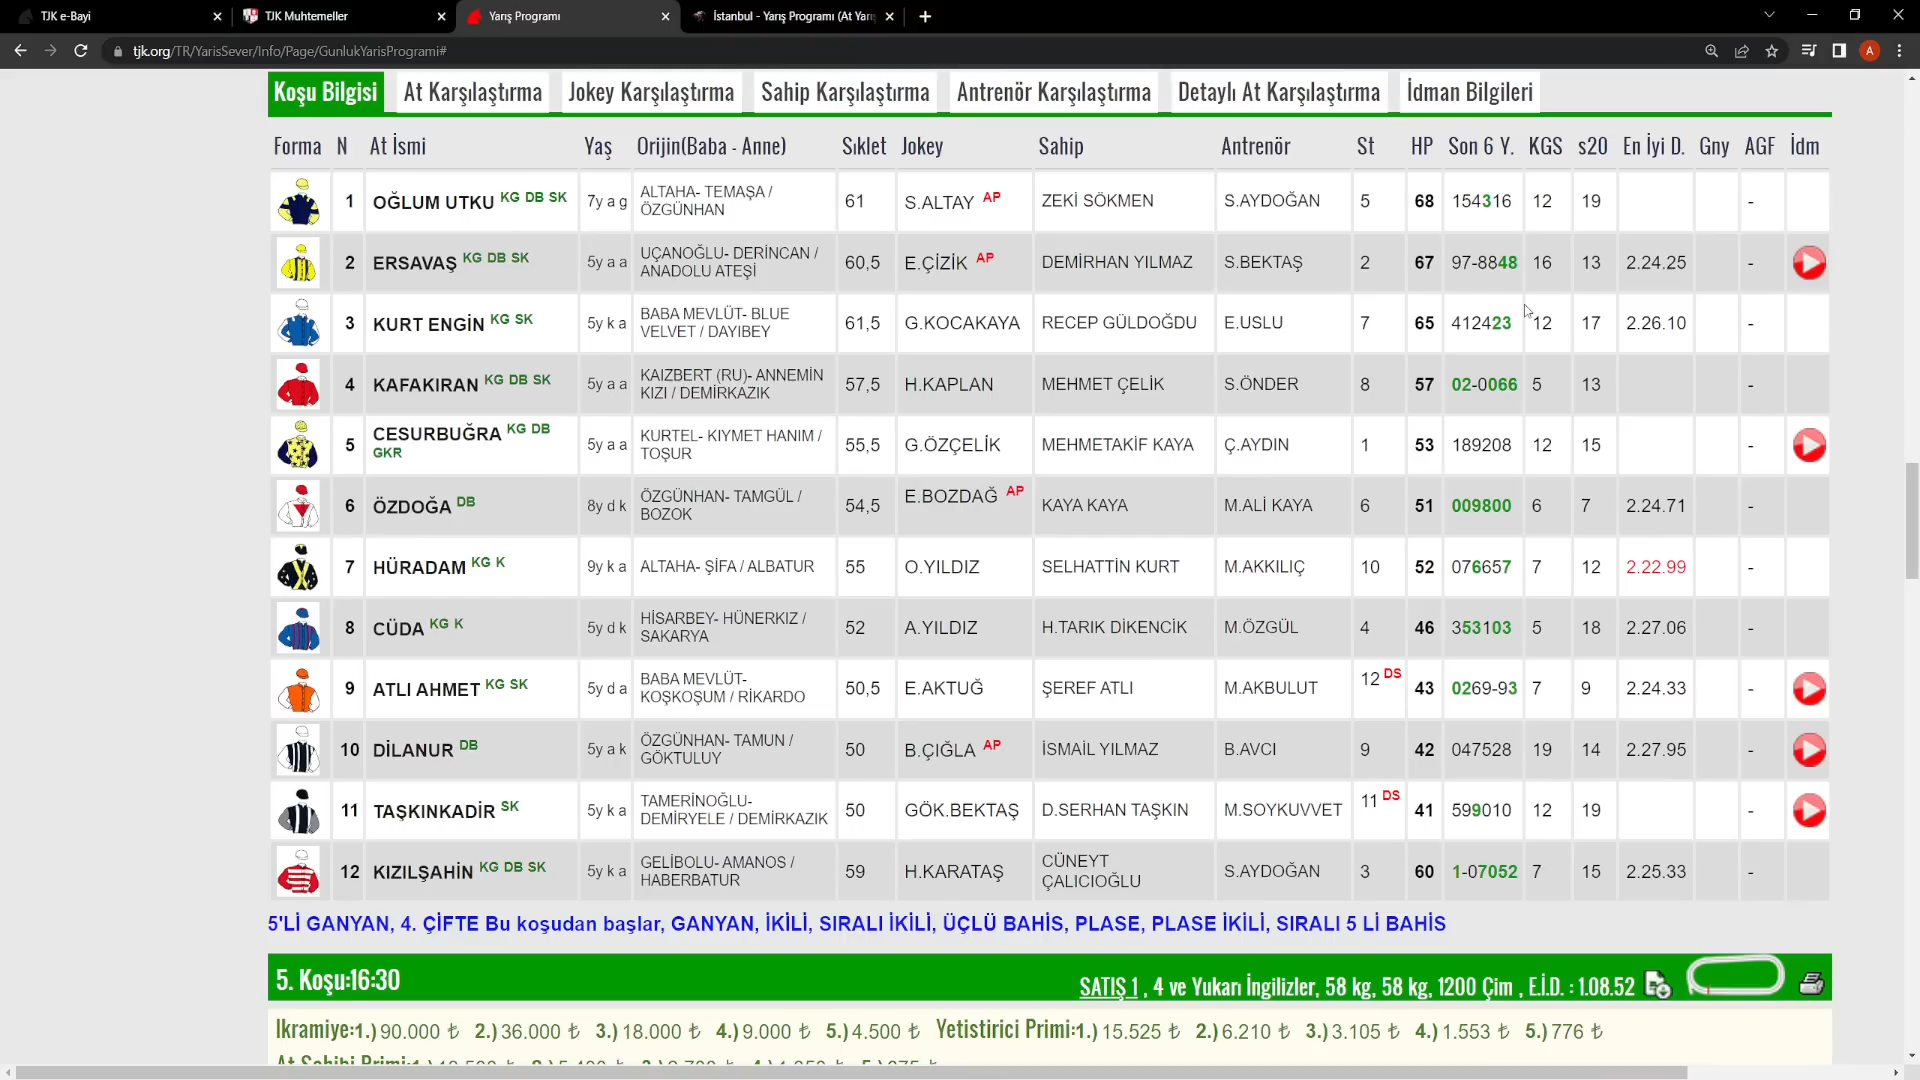 TJK e-Bayi
TJK Muhtemeller
Yarış Programı
İstanbul - Yarış Programı (At Yarış
tjk.org/TR/YarisSever/Info/Page/GunlukYarisProgrami#
A
Koşu Bilgisi At Karşılaştırma Jokey Karşılaştırma Sahip Karşılaştırma Antrenör Karşılaştırma Detaylı At Karşılaştırma İdman Bilgileri
Forma N At İsmi Yaş Orijin(Baba - Anne) Sıklet Jokey Sahip Antrenör St HP Son 6 Y. KGS s20 En İyi D. Gny AGF İdm
1 OĞLUM UTKU KG DB SK 7y a g ALTAHA- TEMAŞA / ÖZGÜNHAN 61 S.ALTAY AP ZEKİ SÖKMEN S.AYDOĞAN 5 68 154316 12 19 -
2 ERSAVAŞ KG DB SK 5y a a UÇANOĞLU- DERİNCAN / ANADOLU ATEŞİ 60,5 E.ÇİZİK AP DEMİRHAN YILMAZ S.BEKTAŞ 2 67 97-8848 16 13 2.24.25 -
3 KURT ENGİN KG SK 5y k a BABA MEVLÜT- BLUE VELVET / DAYIBEY 61,5 G.KOCAKAYA RECEP GÜLDOĞDU E.USLU 7 65 412423 12 17 2.26.10 -
4 KAFAKIRAN KG DB SK 5y a a KAIZBERT (RU)- ANNEMİN KIZI / DEMİRKAZIK 57,5 H.KAPLAN MEHMET ÇELİK S.ÖNDER 8 57 02-0066 5 13 -
5 CESURBUĞRA KG DB GKR 5y a a KURTEL- KIYMET HANIM / TOŞUR 55,5 G.ÖZÇELİK MEHMETAKİF KAYA Ç.AYDIN 1 53 189208 12 15 -
6 ÖZDOĞA DB 8y d k ÖZGÜNHAN- TAMGÜL / BOZOK 54,5 E.BOZDAĞ AP KAYA KAYA M.ALİ KAYA 6 51 009800 6 7 2.24.71 -
7 HÜRADAM KG K 9y k a ALTAHA- ŞİFA / ALBATUR 55 O.YILDIZ SELHATTİN KURT M.AKKILIÇ 10 52 076657 7 12 2.22.99 -
8 CÜDA KG K 5y d k HİSARBEY- HÜNERKIZ / SAKARYA 52 A.YILDIZ H.TARIK DİKENCİK M.ÖZGÜL 4 46 353103 5 18 2.27.06 -
9 ATLI AHMET KG SK 5y d a BABA MEVLÜT- KOŞKOŞUM / RİKARDO 50,5 E.AKTUĞ ŞEREF ATLI M.AKBULUT 12 DS 43 0269-93 7 9 2.24.33 -
10 DİLANUR DB 5y a k ÖZGÜNHAN- TAMUN / GÖKTULUY 50 B.ÇIĞLA AP İSMAİL YILMAZ B.AVCI 9 42 047528 19 14 2.27.95 -
11 TAŞKINKADİR SK 5y k a TAMERİNOĞLU- DEMİRYELE / DEMİRKAZIK 50 GÖK.BEKTAŞ D.SERHAN TAŞKIN M.SOYKUVVET 11 DS 41 599010 12 19 -
12 KIZILŞAHİN KG DB SK 5y k a GELİBOLU- AMANOS / HABERBATUR 59 H.KARATAŞ CÜNEYT ÇALICIOĞLU S.AYDOĞAN 3 60 1-07052 7 15 2.25.33 -
5'Lİ GANYAN, 4. ÇİFTE Bu koşudan başlar, GANYAN, İKİLİ, SIRALI İKİLİ, ÜÇLÜ BAHİS, PLASE, PLASE İKİLİ, SIRALI 5 Lİ BAHİS
5. Koşu:16:30 SATIŞ 1 , 4 ve Yukarı İngilizler, 58 kg, 58 kg, 1200 Çim , E.İ.D. : 1.08.52
Ikramiye:1.) 90.000 ₺ 2.) 36.000 ₺ 3.) 18.000 ₺ 4.) 9.000 ₺ 5.) 4.500 ₺ Yetistirici Primi:1.) 15.525 ₺ 2.) 6.210 ₺ 3.) 3.105 ₺ 4.) 1.553 ₺ 5.) 776 ₺
At Sahibi Primi: